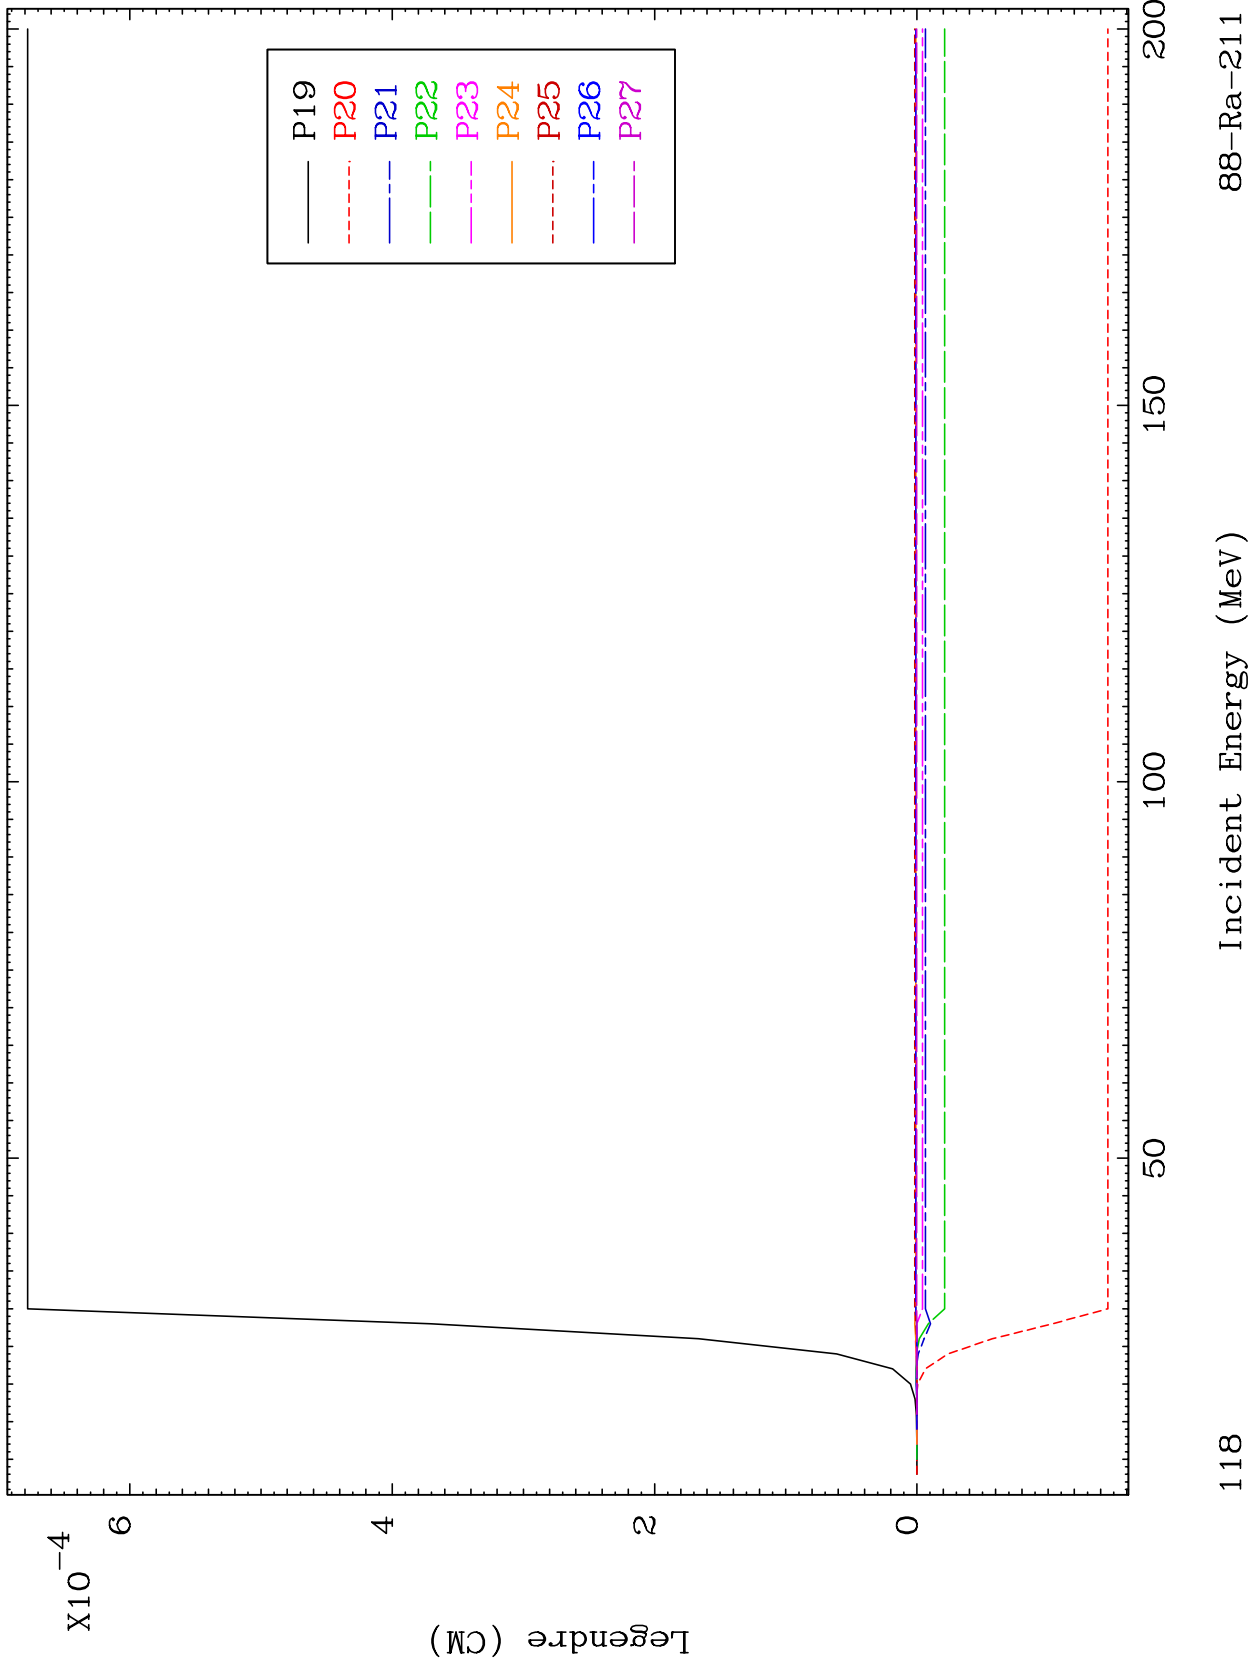 X10⁻⁴
6
4
2
0
Legendre (CM)
P19
P20
P21
P22
P23
P24
P25
P26
P27
50
100
150
200
Incident Energy (MeV)
118
88-Ra-211